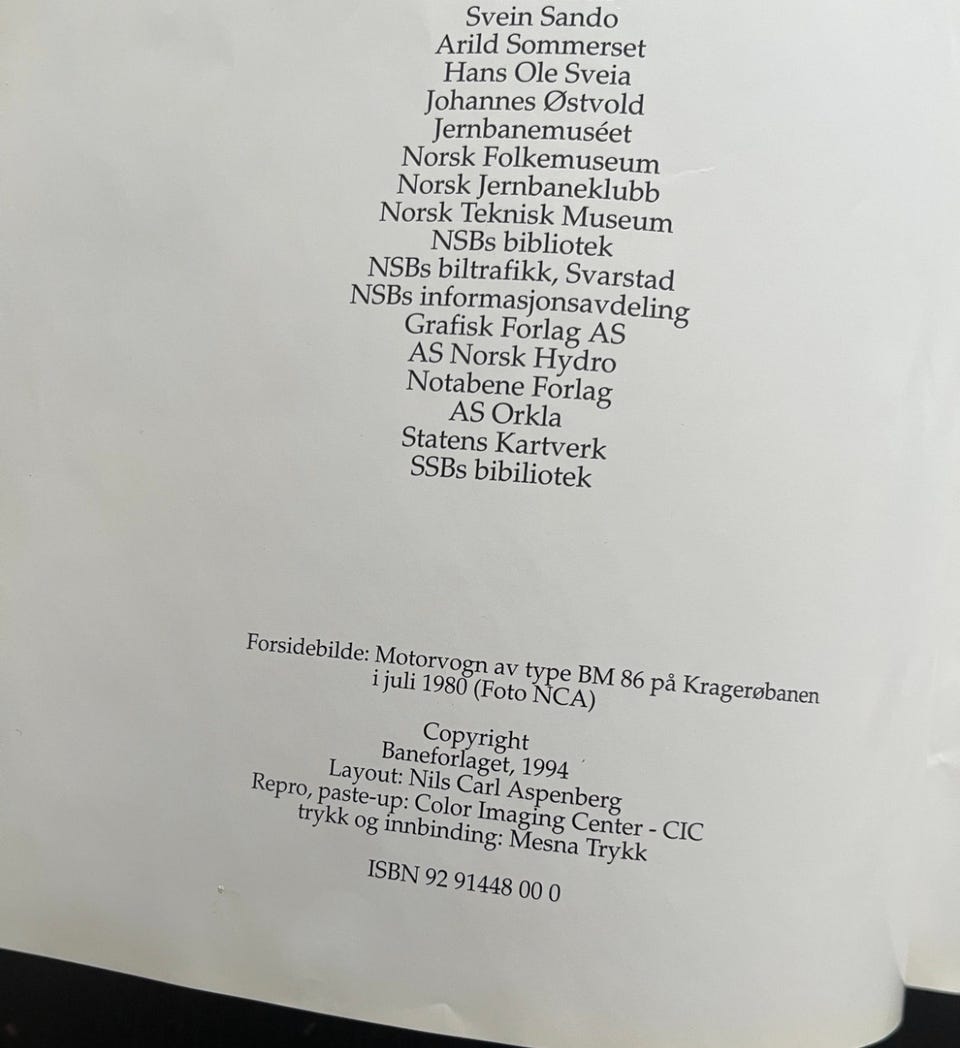 Svein Sando
Arild Sommerset
Hans Ole Sveia
Johannes Østvold
Jernbanemuséet
Norsk Folkemuseum
Norsk Jernbaneklubb
Norsk Teknisk Museum
NSBs bibliotek
NSBs biltrafikk, Svarstad
NSBs informasjonsavdeling
Grafisk Forlag AS
AS Norsk Hydro
Notabene Forlag
AS Orkla
Statens Kartverk
SSBs bibiliotek
Forsidebilde: Motorvogn av type BM 86 på Kragerøbanen
i juli 1980 (Foto NCA)
Copyright
Baneforlaget, 1994
Layout: Nils Carl Aspenberg
Repro, paste-up: Color Imaging Center - CIC
trykk og innbinding: Mesna Trykk
ISBN 92 91448 00 0